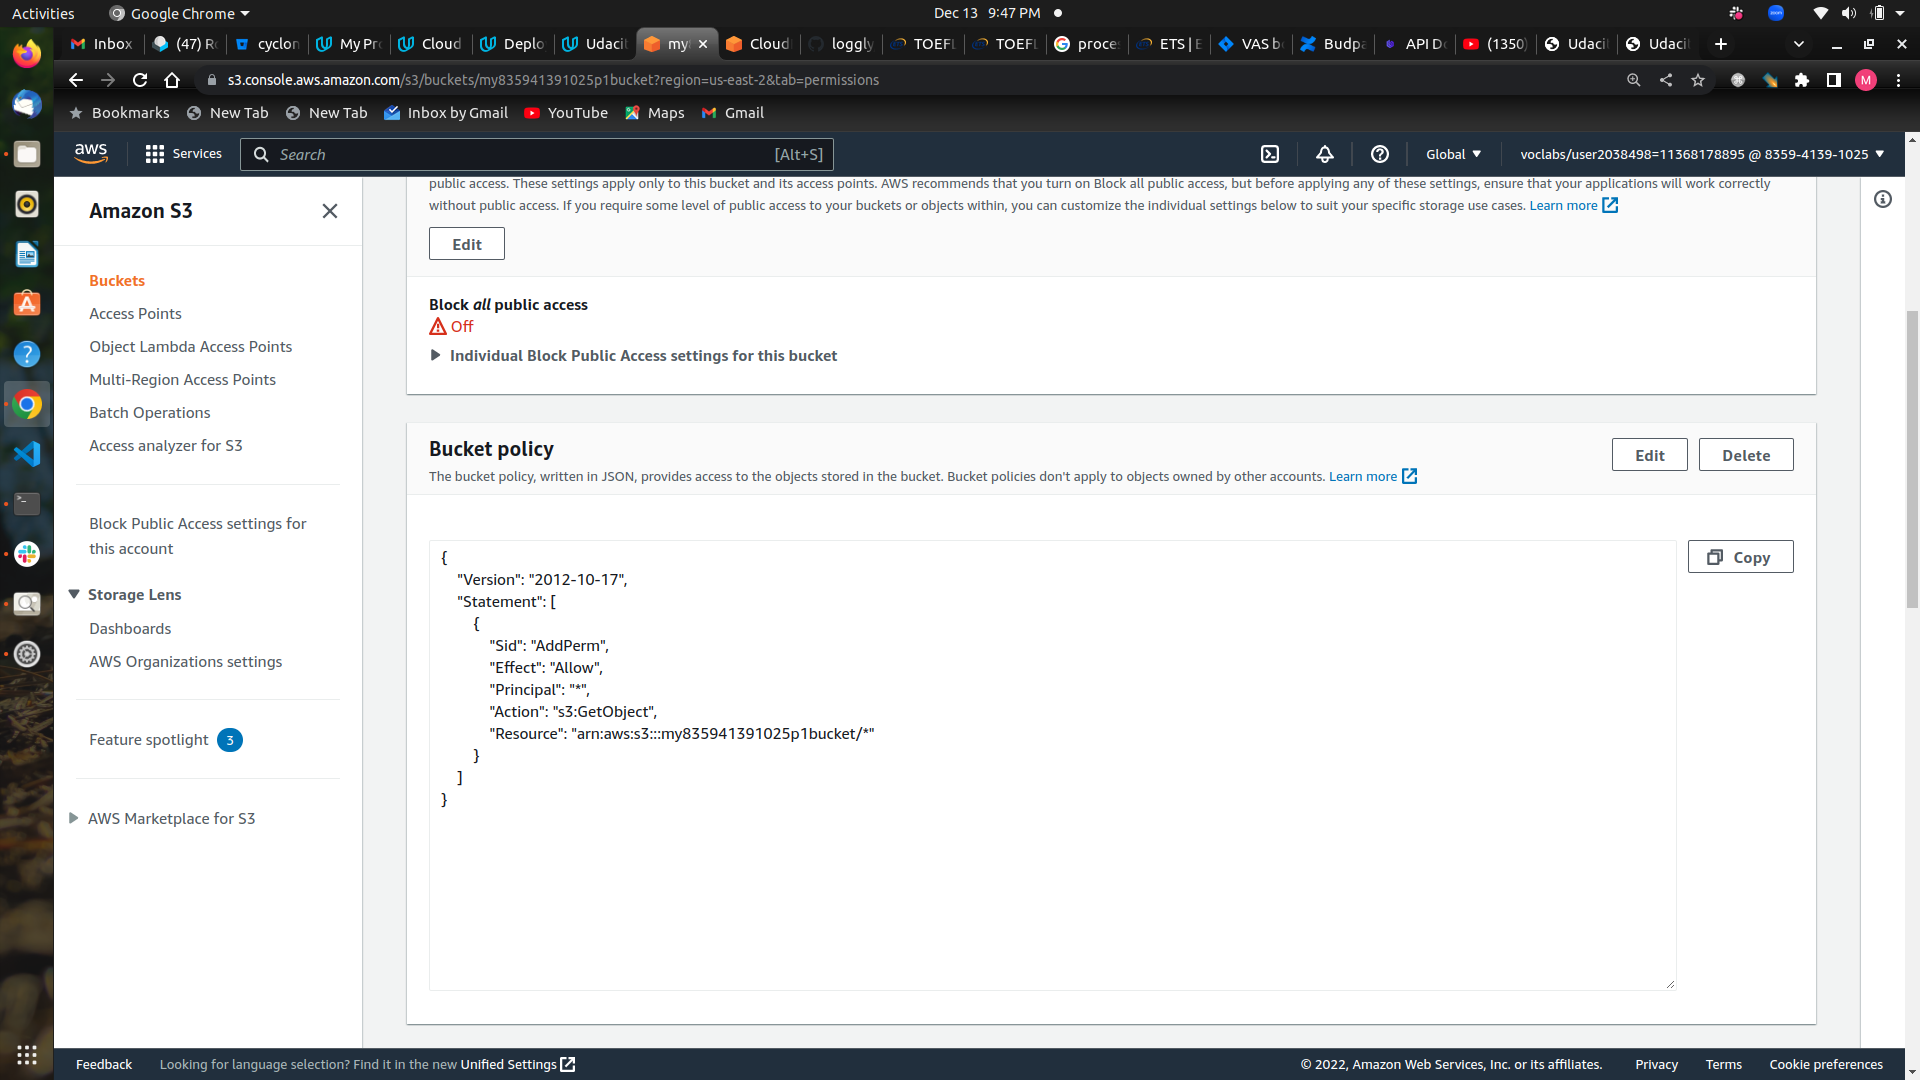 Activities
Google Chrome
Dec 13 9:47 PM
Inbox
(47) R
cyclon
My Pr
Cloud
Deplo
Udaci
my
Cloud
loggly
TOEFL
TOEFL
proce
ETS | E
VAS b
Budpa
API D
(1350)
Udaci
Udaci
s3.console.aws.amazon.com/s3/buckets/my835941391025p1bucket?region=us-east-2&tab=permissions
M
Bookmarks
New Tab
New Tab
Inbox by Gmail
YouTube
Maps
Gmail
aws
Services
Search
[Alt+S]
Global
voclabs/user2038498=11368178895 @ 8359-4139-1025
Amazon S3
Buckets
Access Points
Object Lambda Access Points
Multi-Region Access Points
Batch Operations
Access analyzer for S3
Block Public Access settings for
this account
Storage Lens
Dashboards
AWS Organizations settings
Feature spotlight 3
AWS Marketplace for S3
public access. These settings apply only to this bucket and its access points. AWS recommends that you turn on Block all public access, but before applying any of these settings, ensure that your applications will work correctly
without public access. If you require some level of public access to your buckets or objects within, you can customize the individual settings below to suit your specific storage use cases. Learn more
Edit
Block all public access
Off
Individual Block Public Access settings for this bucket
Bucket policy
Edit
Delete
The bucket policy, written in JSON, provides access to the objects stored in the bucket. Bucket policies don't apply to objects owned by other accounts. Learn more
Copy
{
"Version": "2012-10-17",
"Statement": [
{
"Sid": "AddPerm",
"Effect": "Allow",
"Principal": "*",
"Action": "s3:GetObject",
"Resource": "arn:aws:s3:::my835941391025p1bucket/*"
}
]
}
Feedback
Looking for language selection? Find it in the new Unified Settings
© 2022, Amazon Web Services, Inc. or its affiliates.
Privacy
Terms
Cookie preferences